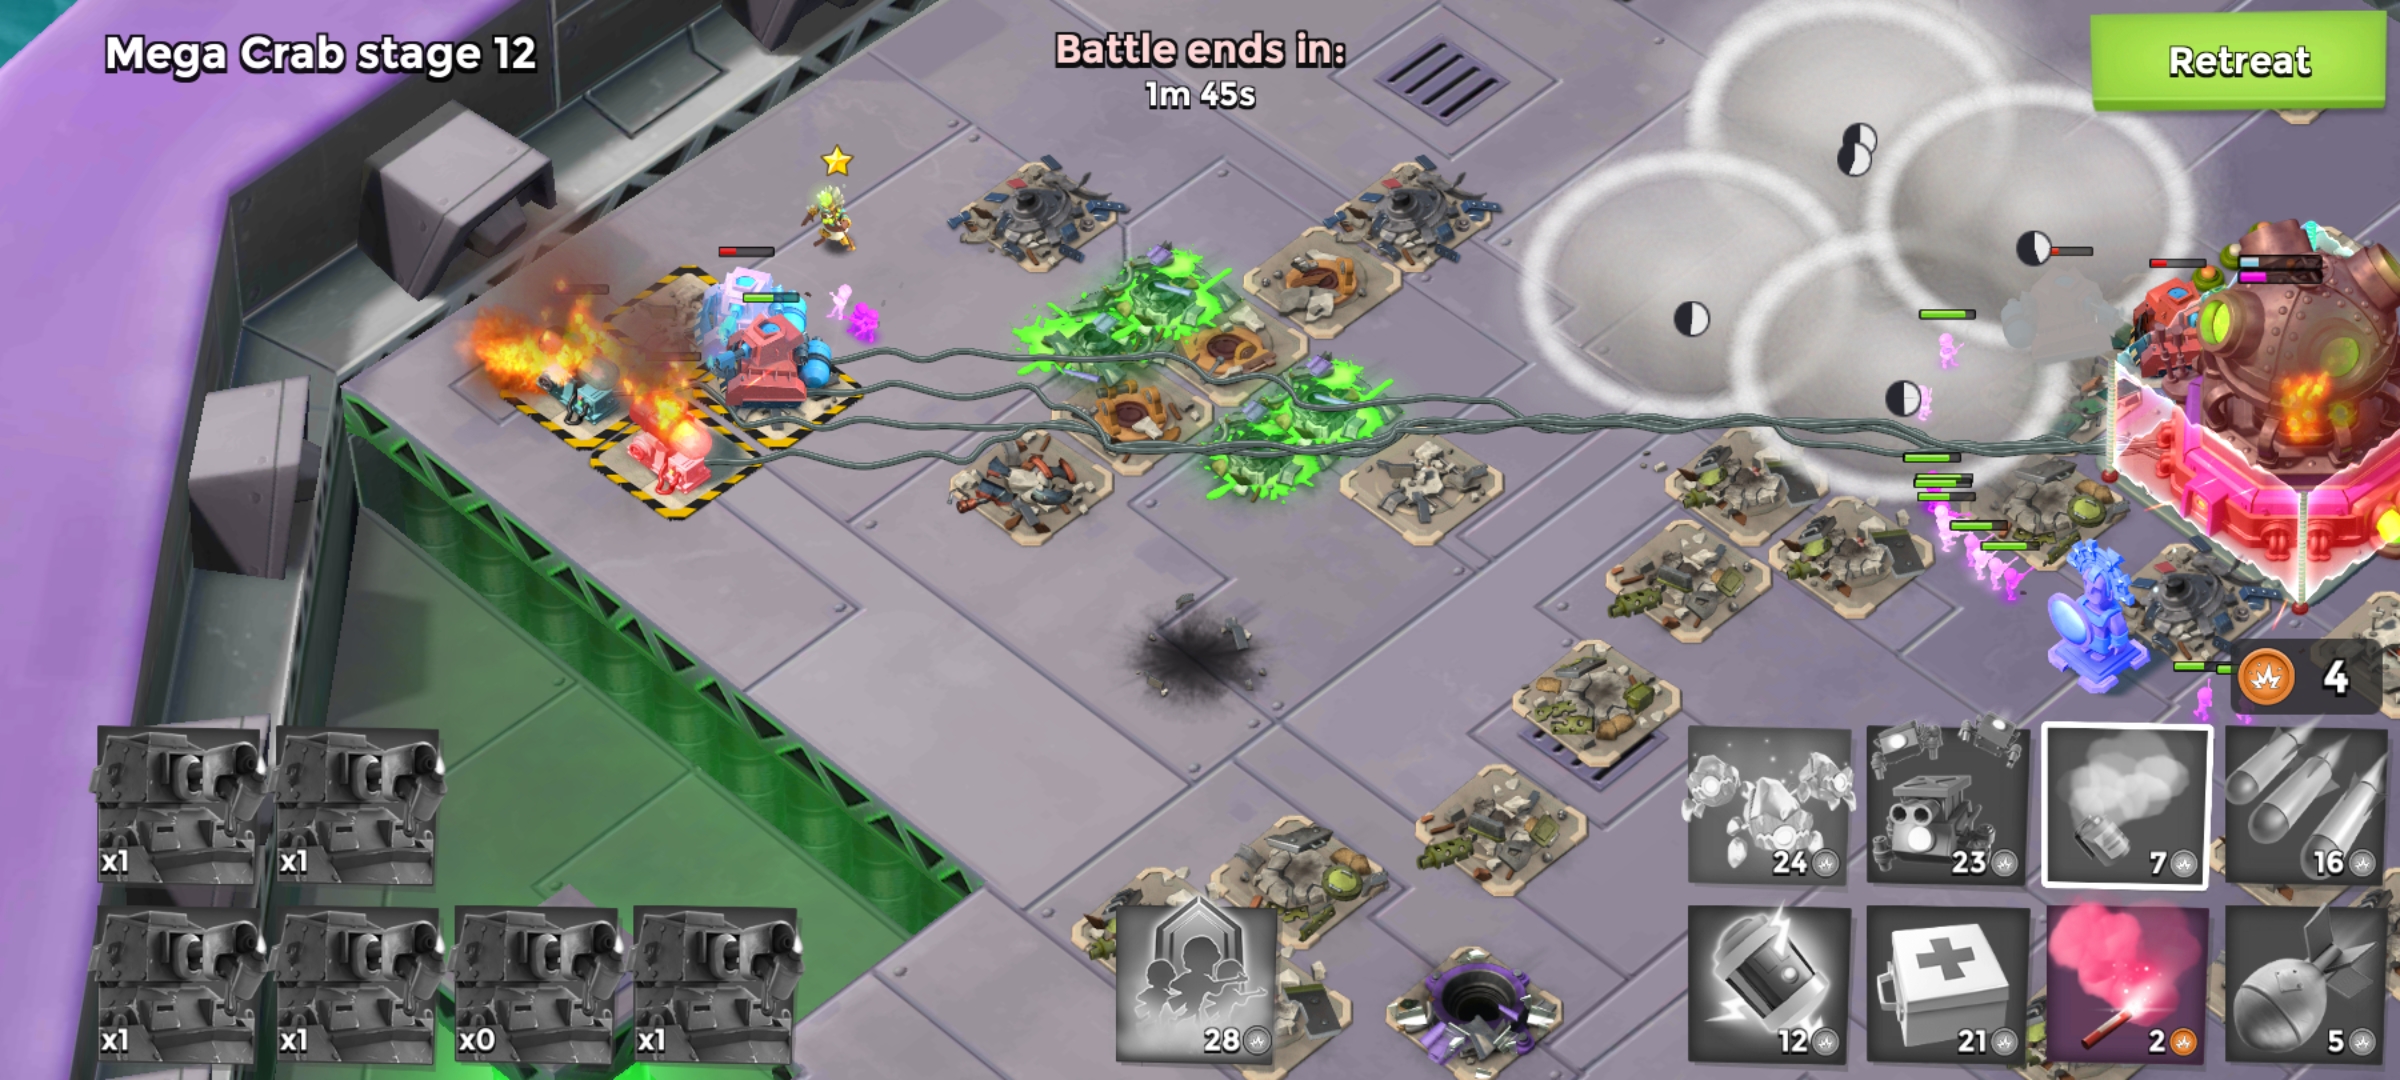 Mega Crab stage 12
Battle ends in:
1m 45s
Retreat
4
x1
x1
24
23
7
16
x1
x1
x0
x1
28
12
21
2
5